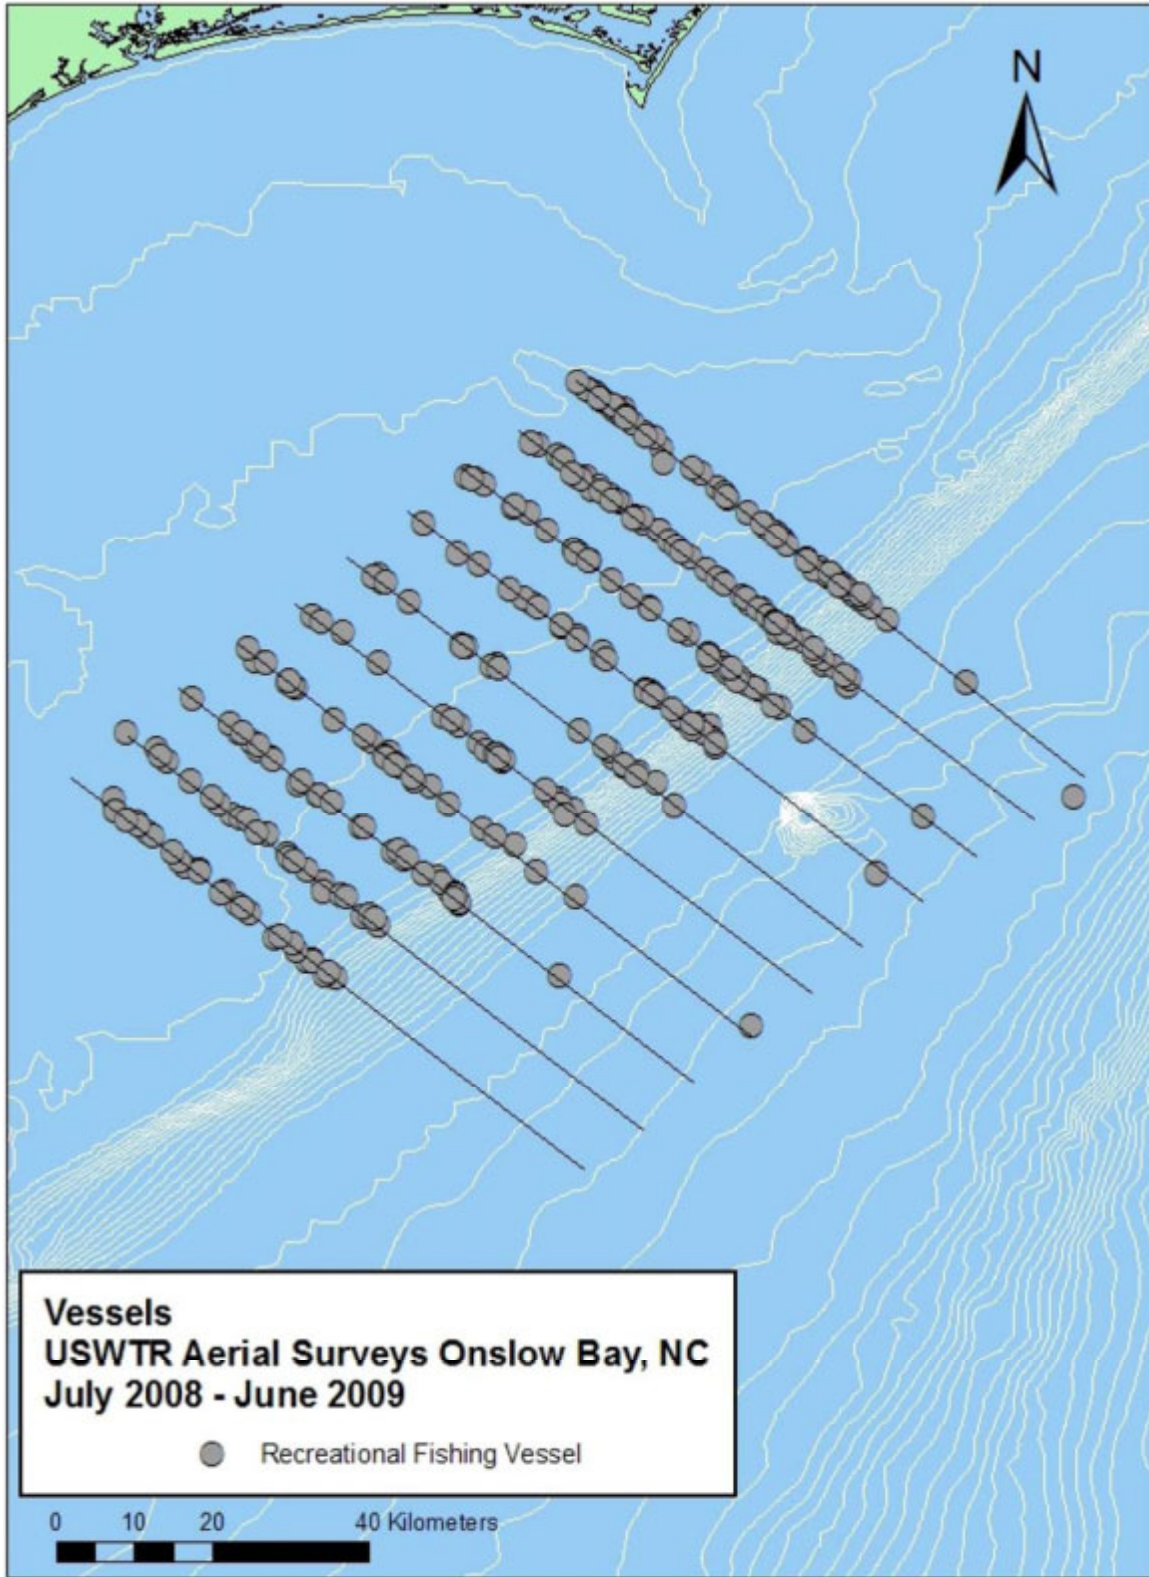 N
Vessels
USWTR Aerial Surveys Onslow Bay, NC
July 2008 - June 2009
Recreational Fishing Vessel
0 10 20 40 Kilometers